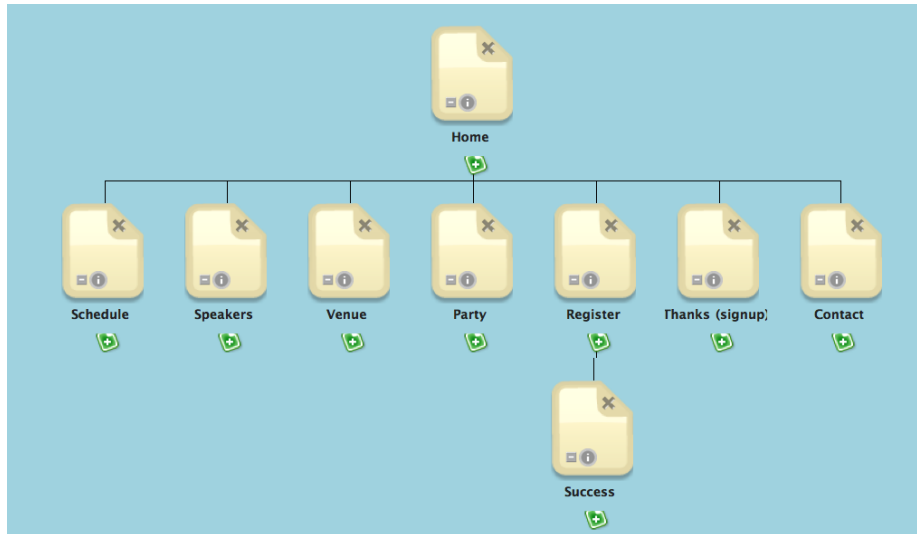 Home
Schedule
Speakers
Venue
Party
Register
Thanks (signup)
Contact
Success